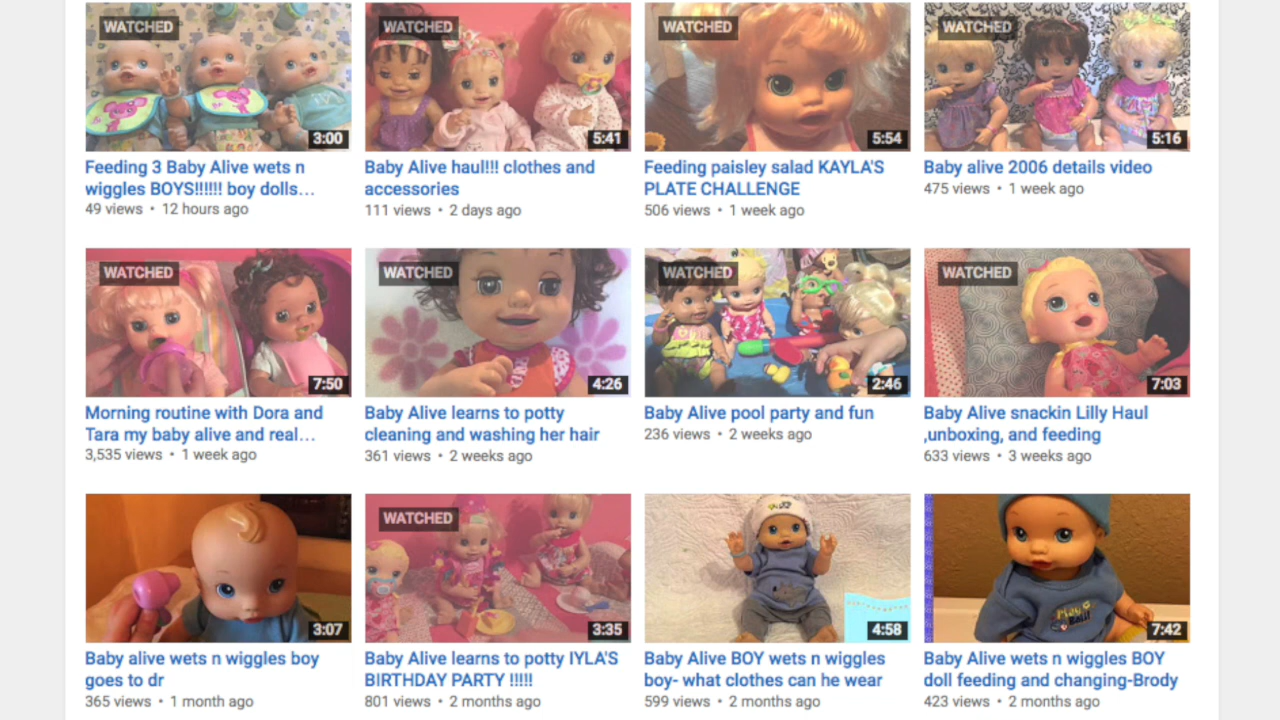 WATCHED WATCHED WATCHED WATCHED
3:00 5:41 5:54 5:16
Feeding 3 Baby Alive wets n
wiggles BOYS!!!!!! boy dolls...
49 views • 12 hours ago
Baby Alive haul!!! clothes and
accessories
111 views • 2 days ago
Feeding paisley salad KAYLA'S
PLATE CHALLENGE
506 views • 1 week ago
Baby alive 2006 details video
475 views • 1 week ago
WATCHED WATCHED WATCHED WATCHED
7:50 4:26 2:46 7:03
Morning routine with Dora and
Tara my baby alive and real...
3,535 views • 1 week ago
Baby Alive learns to potty
cleaning and washing her hair
361 views • 2 weeks ago
Baby Alive pool party and fun
236 views • 2 weeks ago
Baby Alive snackin Lilly Haul
,unboxing, and feeding
633 views • 3 weeks ago
WATCHED
3:07 3:35 4:58 7:42
Baby alive wets n wiggles boy
goes to dr
365 views • 1 month ago
Baby Alive learns to potty IYLA'S
BIRTHDAY PARTY !!!!!
801 views • 2 months ago
Baby Alive BOY wets n wiggles
boy- what clothes can he wear
599 views • 2 months ago
Baby Alive wets n wiggles BOY
doll feeding and changing-Brody
423 views • 2 months ago